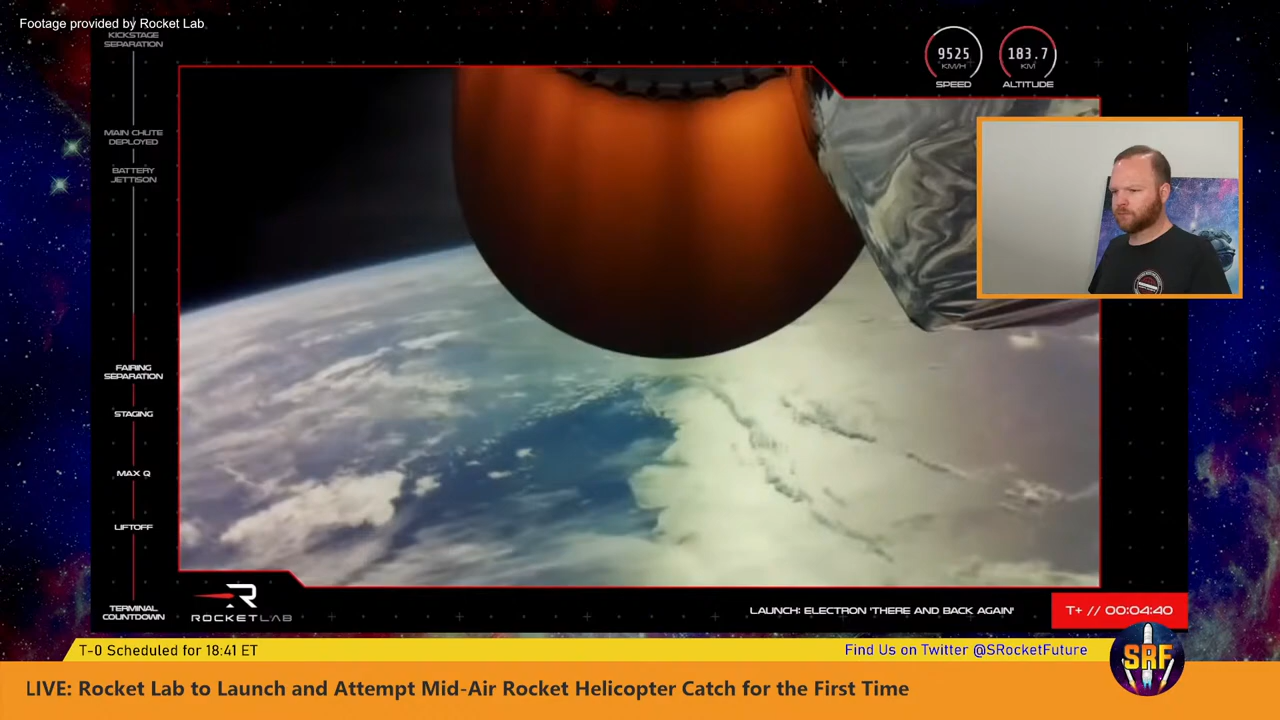 Footage provided by Rocket Lab
KICKSTAGE
SEPARATION
9525
KM/H
SPEED
183.7
KM
ALTITUDE
MAIN CHUTE
DEPLOYED
BATTERY
JETTISON
FAIRING
SEPARATION
STAGING
MAX Q
LIFTOFF
TERMINAL
COUNTDOWN
ROCKETLAB
LAUNCH: ELECTRON 'THERE AND BACK AGAIN'
T+ // 00:04:40
T-0 Scheduled for 18:41 ET
Find Us on Twitter @SRocketFuture
SRF
LIVE: Rocket Lab to Launch and Attempt Mid-Air Rocket Helicopter Catch for the First Time